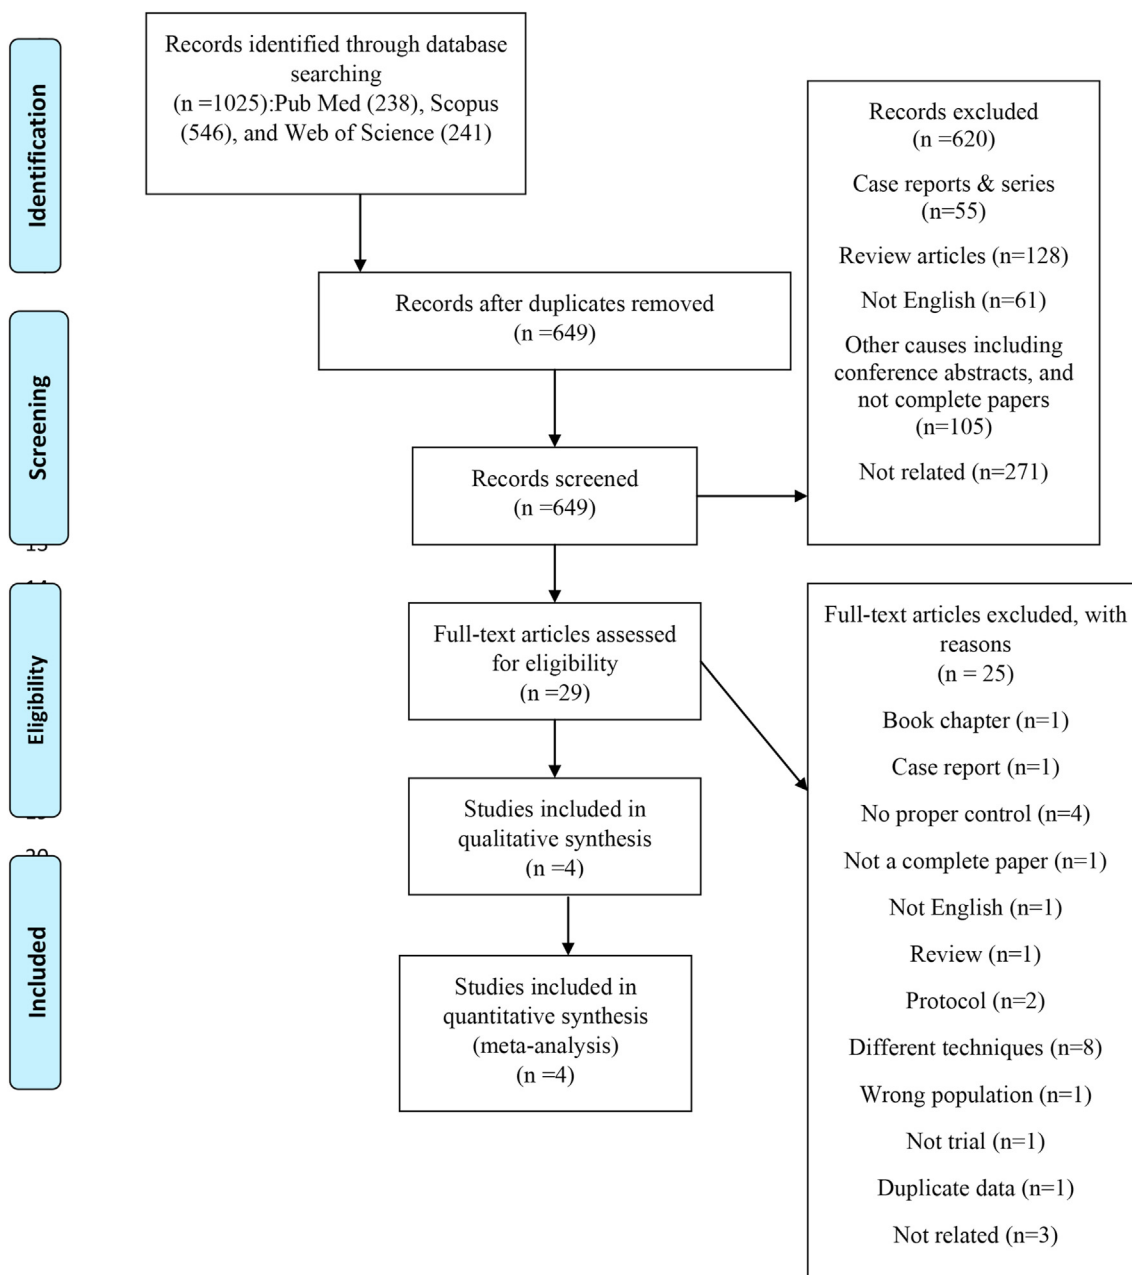 Identification
Records identified through database
searching
(n =1025):Pub Med (238), Scopus
(546), and Web of Science (241)
Records after duplicates removed
(n =649)
Screening
Records screened
(n =649)
Records excluded
(n =620)
Case reports & series
(n=55)
Review articles (n=128)
Not English (n=61)
Other causes including
conference abstracts, and
not complete papers
(n=105)
Not related (n=271)
Eligibility
Full-text articles assessed
for eligibility
(n =29)
Full-text articles excluded, with
reasons
(n = 25)
Book chapter (n=1)
Case report (n=1)
No proper control (n=4)
Not a complete paper (n=1)
Not English (n=1)
Review (n=1)
Protocol (n=2)
Different techniques (n=8)
Wrong population (n=1)
Not trial (n=1)
Duplicate data (n=1)
Not related (n=3)
Studies included in
qualitative synthesis
(n =4)
Included
Studies included in
quantitative synthesis
(meta-analysis)
(n =4)